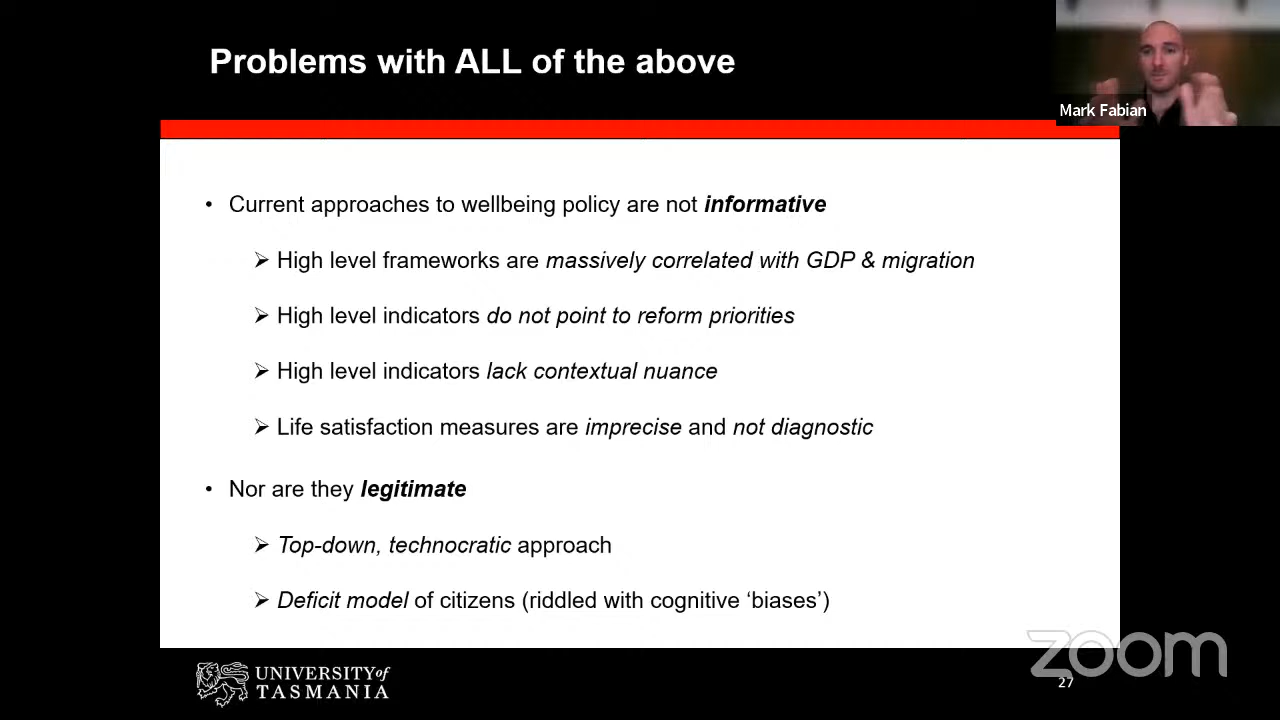 Problems with ALL of the above
Mark Fabian
• Current approaches to wellbeing policy are not informative
➢ High level frameworks are massively correlated with GDP & migration
➢ High level indicators do not point to reform priorities
➢ High level indicators lack contextual nuance
➢ Life satisfaction measures are imprecise and not diagnostic
• Nor are they legitimate
➢ Top-down, technocratic approach
➢ Deficit model of citizens (riddled with cognitive ‘biases’)
zoom
UNIVERSITY of
TASMANIA
27